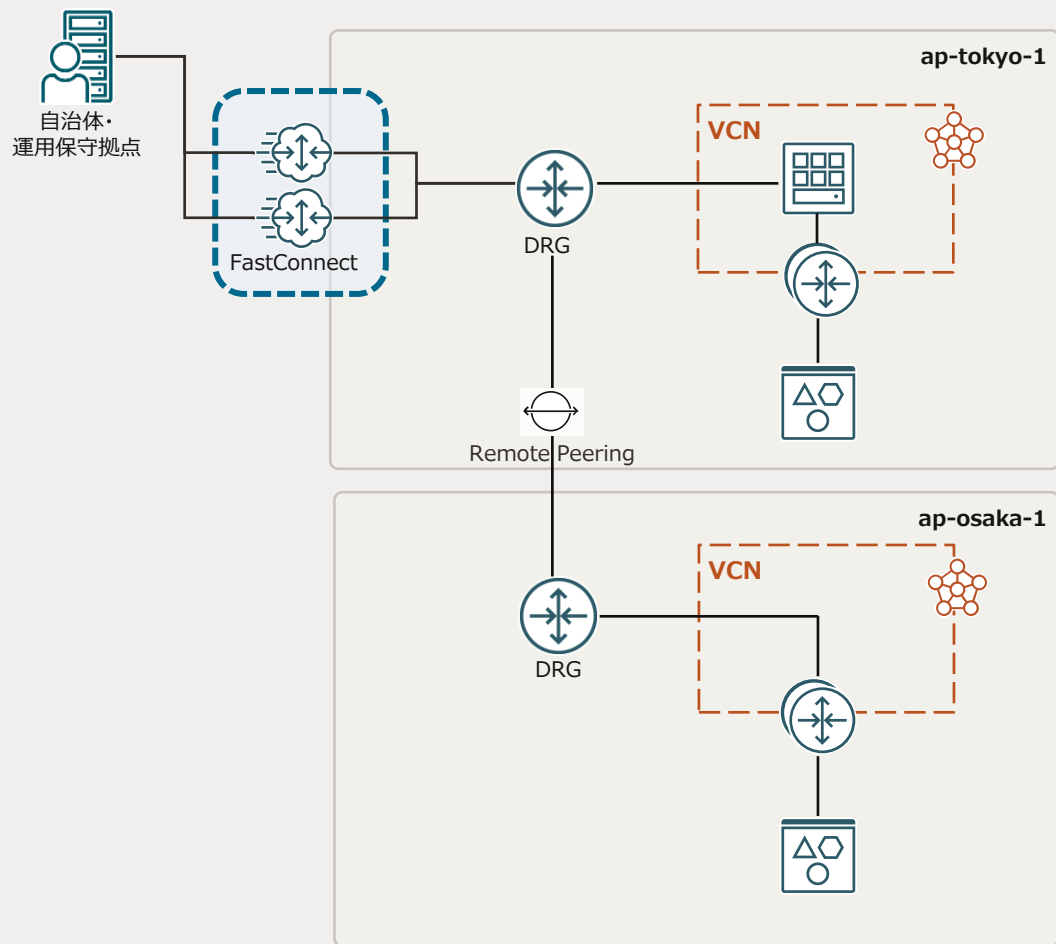 ap-tokyo-1
自治体・
運用保守拠点
VCN
FastConnect
DRG
Remote Peering
ap-osaka-1
VCN
DRG